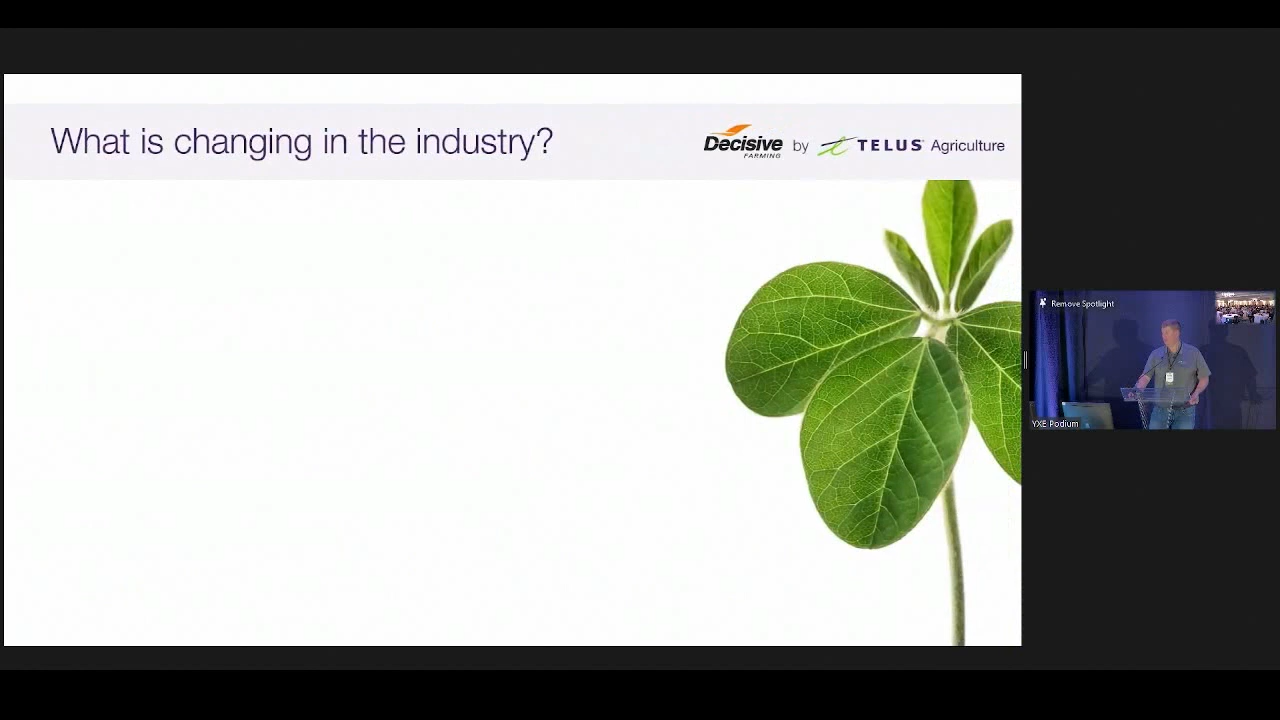 What is changing in the industry?
Decisive FARMING by TELUS® Agriculture
Remove Spotlight
YXE Podium